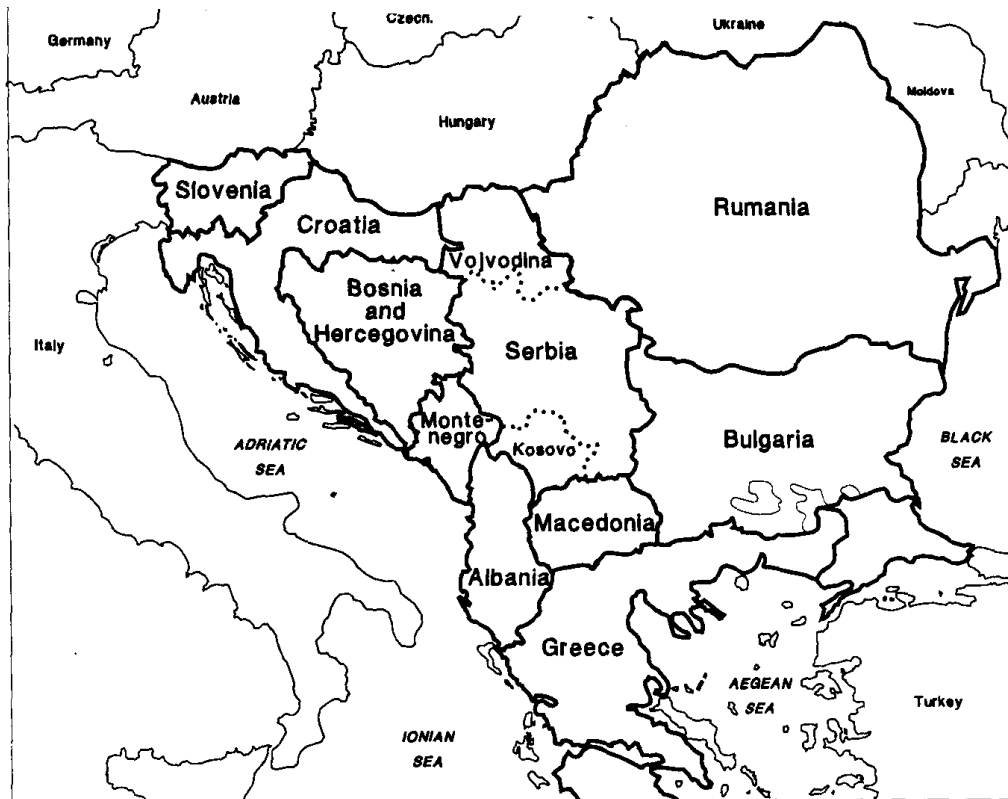 Czech.
Ukraine
Germany
Austria
Moldova
Hungary
Slovenia
Rumania
Croatia
Vojvodina
Bosnia
and
Hercegovina
Italy
Serbia
Monte-
negro
Kosovo
Bulgaria
ADRIATIC
SEA
BLACK
SEA
Macedonia
Albania
Greece
AEGEAN
SEA
Turkey
IONIAN
SEA